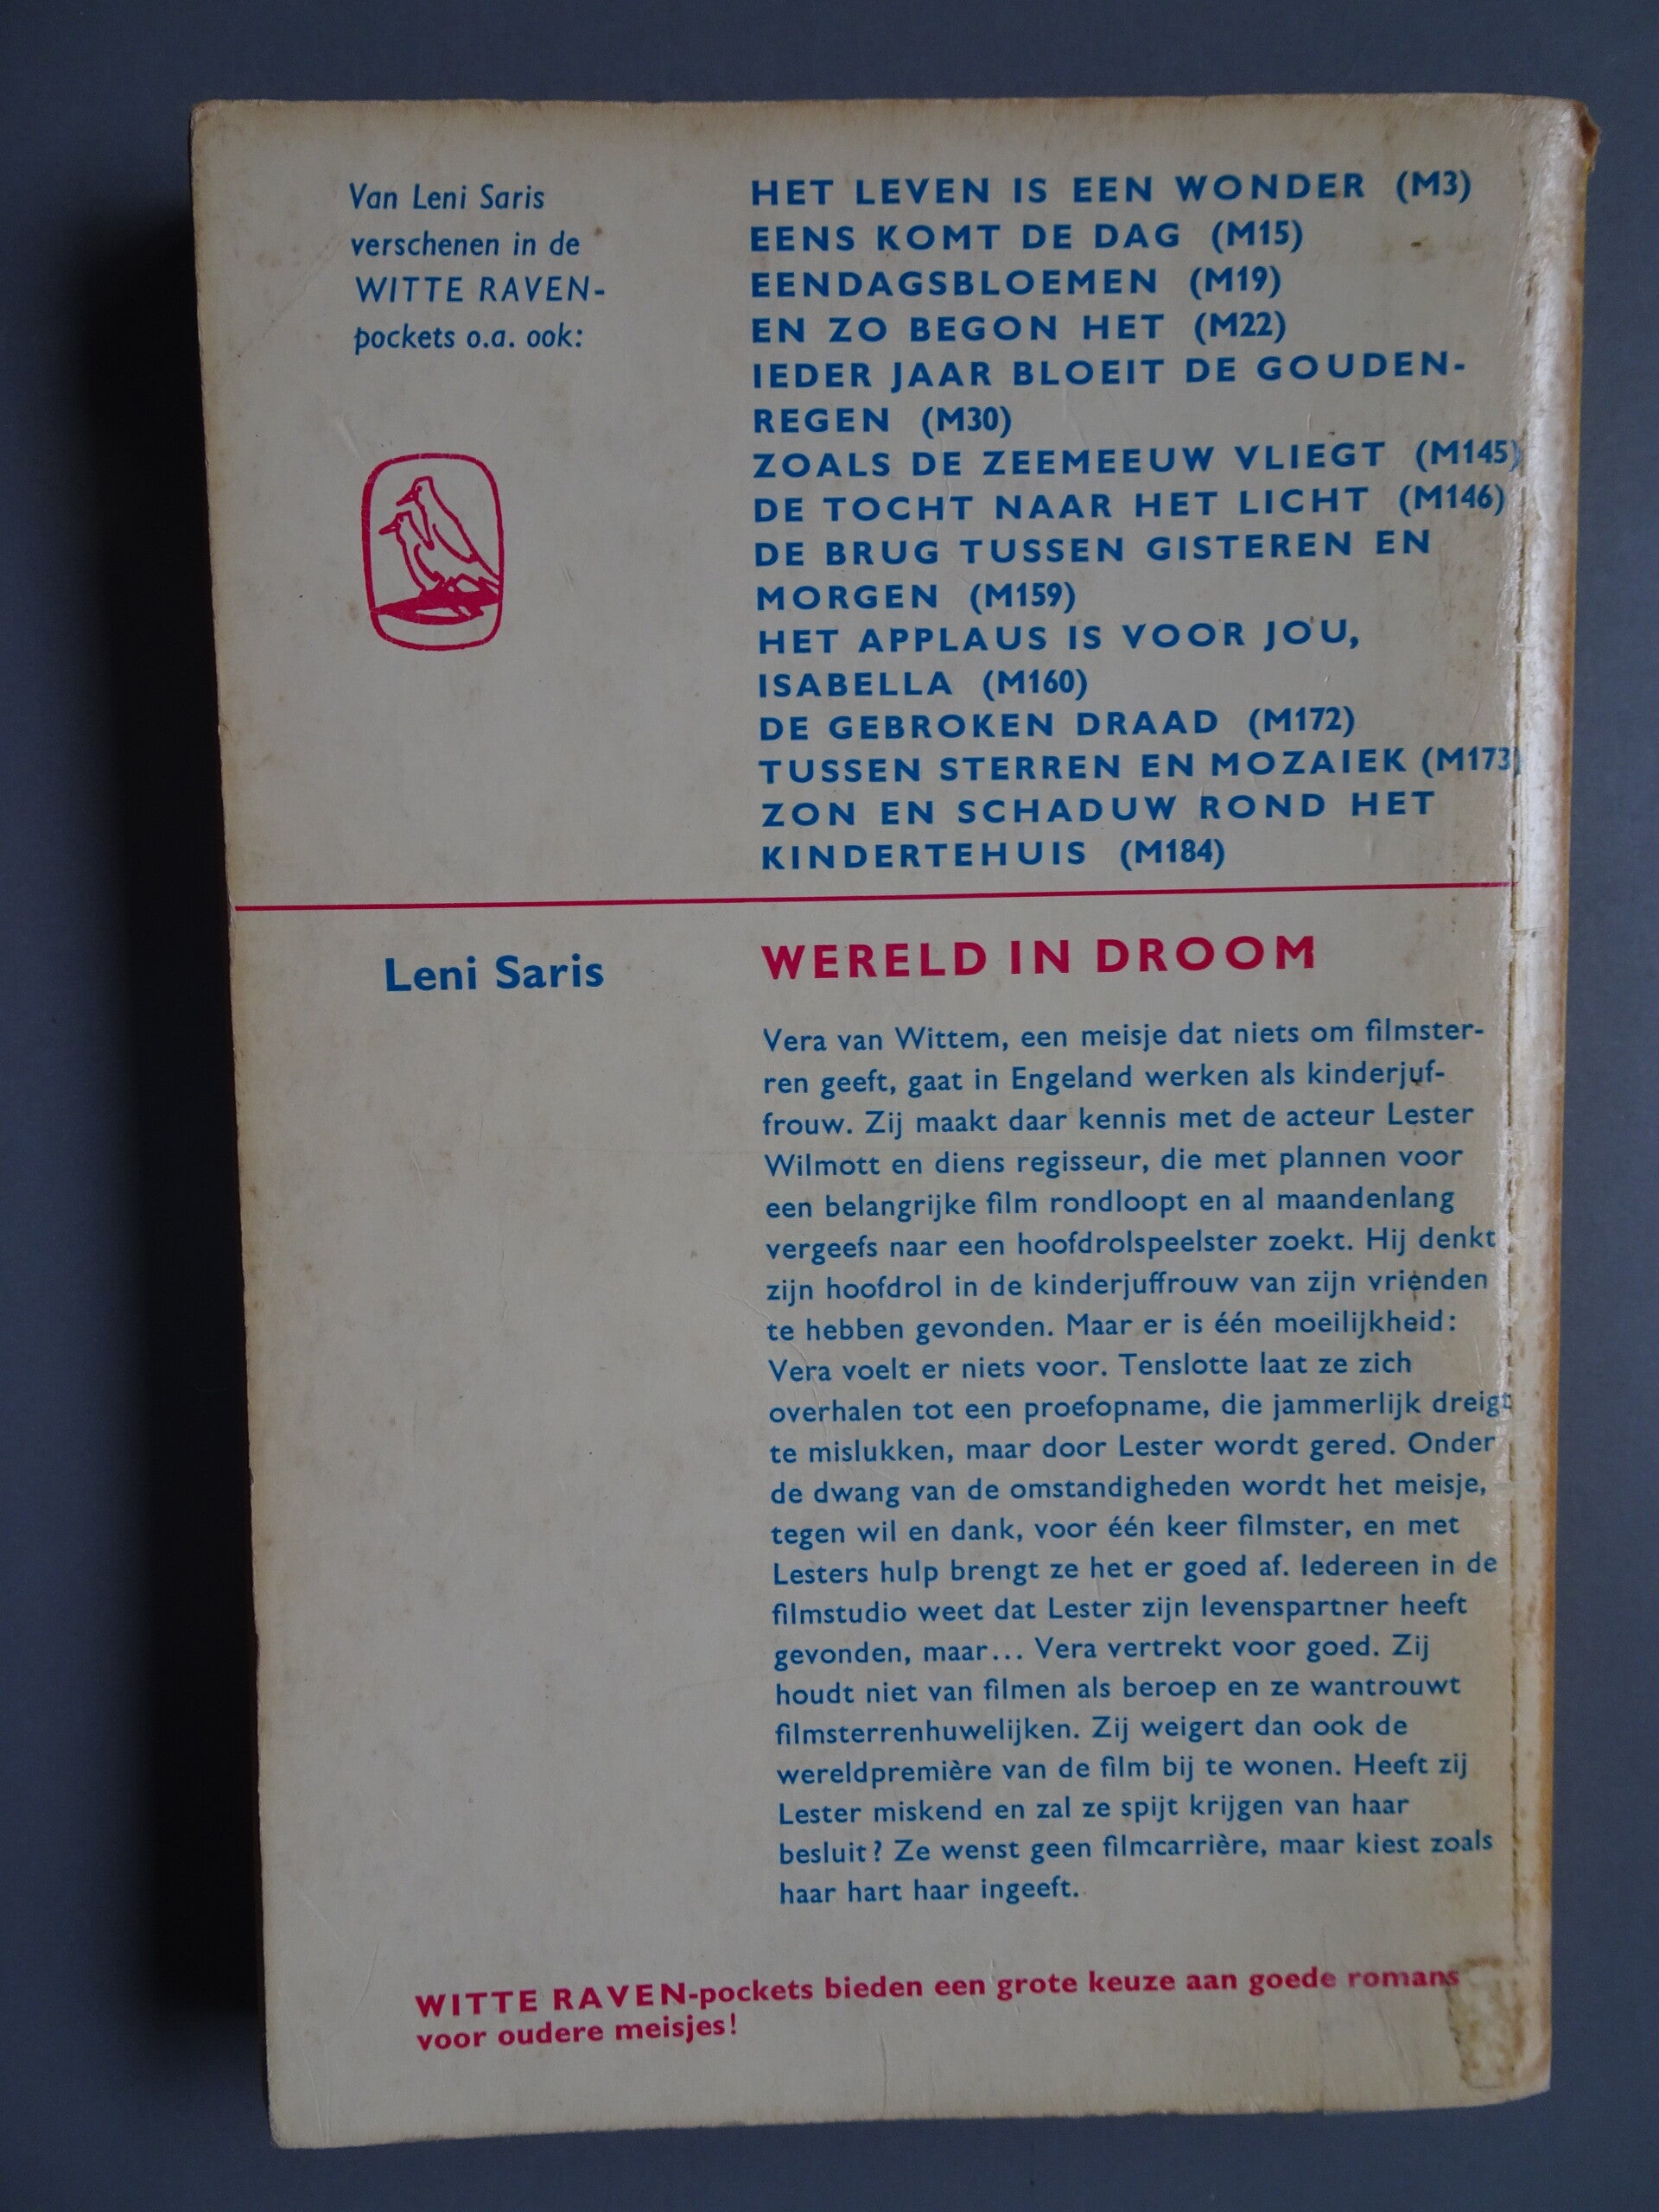 Van Leni Saris
verschenen in de
WITTE RAVEN-
pockets o.a. ook:
HET LEVEN IS EEN WONDER (M3)
EENS KOMT DE DAG (M15)
EENDAGSBLOEMEN (M19)
EN ZO BEGON HET (M22)
IEDER JAAR BLOEIT DE GOUDEN-
REGEN (M30)
ZOALS DE ZEEMEEUW VLIEGT (M145)
DE TOCHT NAAR HET LICHT (M146)
DE BRUG TUSSEN GISTEREN EN
MORGEN (M159)
HET APPLAUS IS VOOR JOU,
ISABELLA (M160)
DE GEBROKEN DRAAD (M172)
TUSSEN STERREN EN MOZAIEK (M173)
ZON EN SCHADUW ROND HET
KINDERTEHUIS (M184)
Leni Saris
WERELD IN DROOM
Vera van Wittem, een meisje dat niets om filmster-
ren geeft, gaat in Engeland werken als kinderjuf-
frouw. Zij maakt daar kennis met de acteur Lester
Wilmott en diens regisseur, die met plannen voor
een belangrijke film rondloopt en al maandenlang
vergeefs naar een hoofdrolspeelster zoekt. Hij denkt
zijn hoofdrol in de kinderjuffrouw van zijn vrienden
te hebben gevonden. Maar er is één moeilijkheid:
Vera voelt er niets voor. Tenslotte laat ze zich
overhalen tot een proefopname, die jammerlijk dreigt
te mislukken, maar door Lester wordt gered. Onder
de dwang van de omstandigheden wordt het meisje,
tegen wil en dank, voor één keer filmster, en met
Lesters hulp brengt ze het er goed af. Iedereen in de
filmstudio weet dat Lester zijn levenspartner heeft
gevonden, maar... Vera vertrekt voor goed. Zij
houdt niet van filmen als beroep en ze wantrouwt
filmsterrenhuwelijken. Zij weigert dan ook de
wereldpremière van de film bij te wonen. Heeft zij
Lester miskend en zal ze spijt krijgen van haar
besluit? Ze wenst geen filmcarrière, maar kiest zoals
haar hart haar ingeeft.
WITTE RAVEN-pockets bieden een grote keuze aan goede romans
voor oudere meisjes!